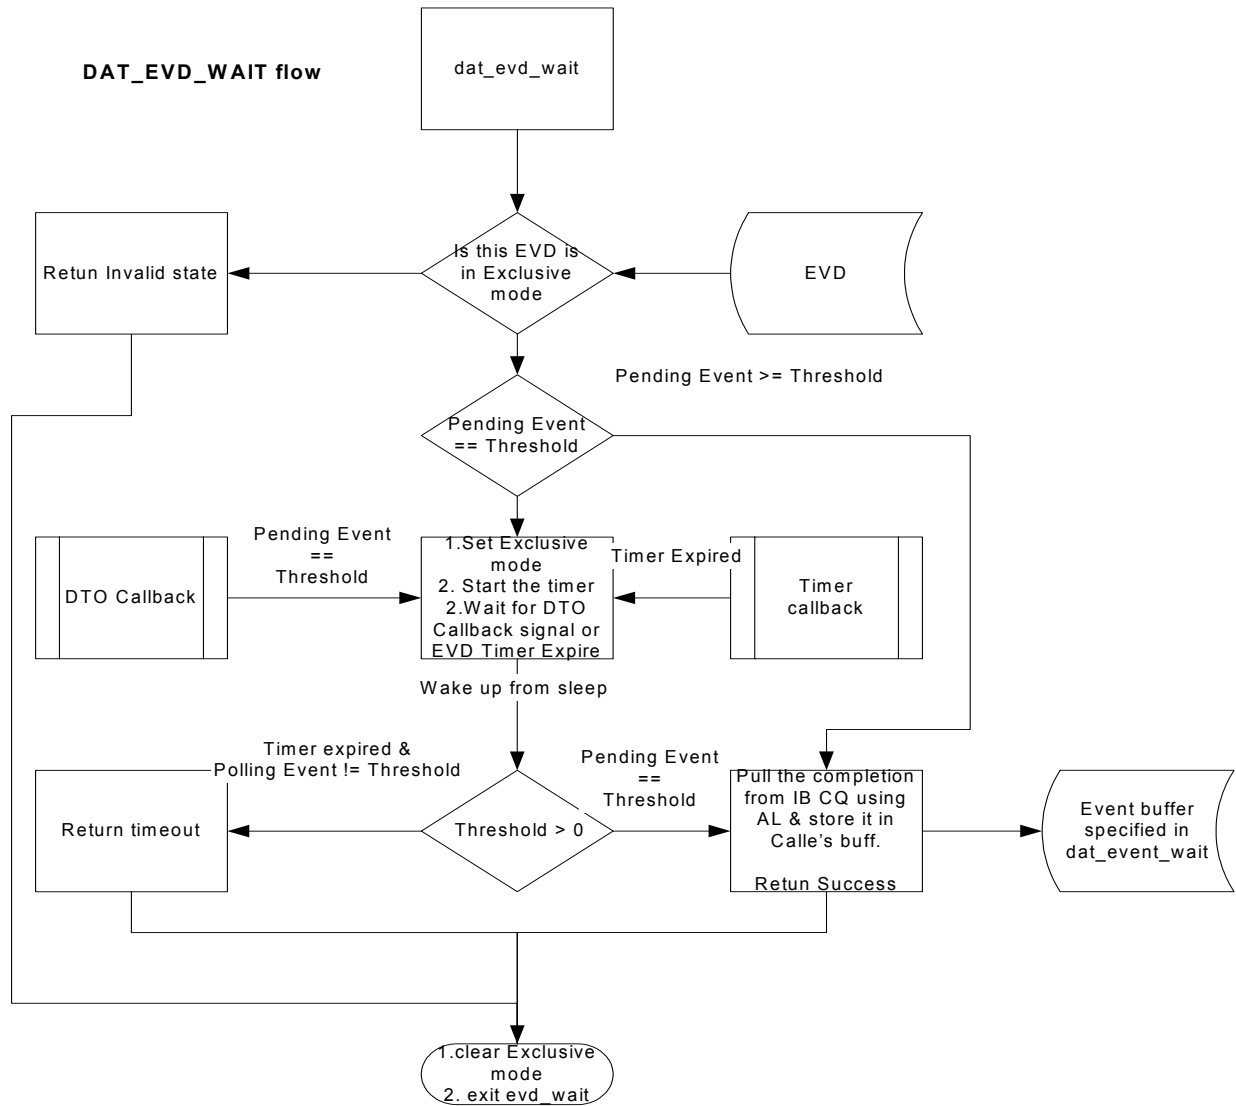 DAT_EVD_WAIT flow
dat_evd_wait
Retun Invalid state
Is this EVD is
in Exclusive
mode
EVD
Pending Event >= Threshold
Pending Event
== Threshold
DTO Callback
Pending Event
==
Threshold
1.Set Exclusive
mode
2. Start the timer
2.Wait for DTO
Callback signal or
EVD Timer Expire
Timer Expired
Timer
callback
Wake up from sleep
Timer expired &
Polling Event != Threshold
Return timeout
Threshold > 0
Pending Event
==
Threshold
Pull the completion
from IB CQ using
AL & store it in
Calle's buff.
Retun Success
Event buffer
specified in
dat_event_wait
1.clear Exclusive
mode
2. exit evd_wait